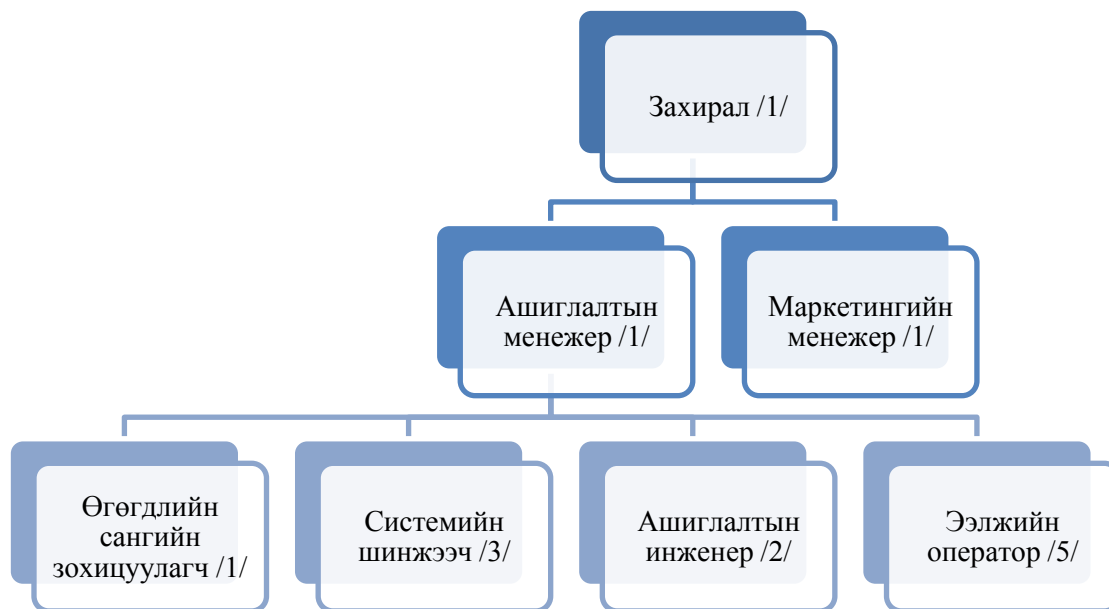 Захирал /1/
Ашиглалтын
менежер /1/
Маркетингийн
менежер /1/
Өгөгдлийн
сангийн
зохицуулагч /1/
Системийн
шинжээч /3/
Ашиглалтын
инженер /2/
Ээлжийн
оператор /5/